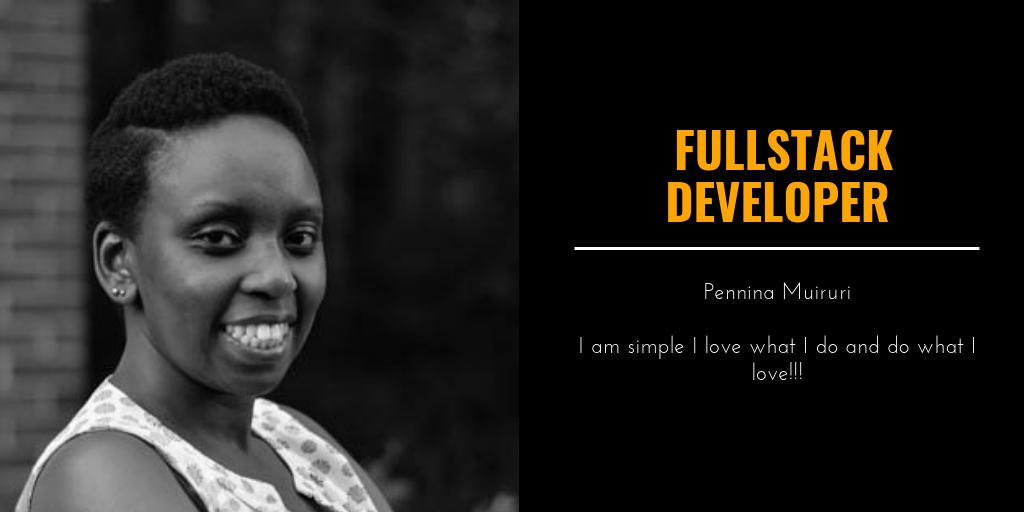 FULLSTACK
DEVELOPER
Pennina Muiruri
I am simple I love what I do and do what I
love!!!